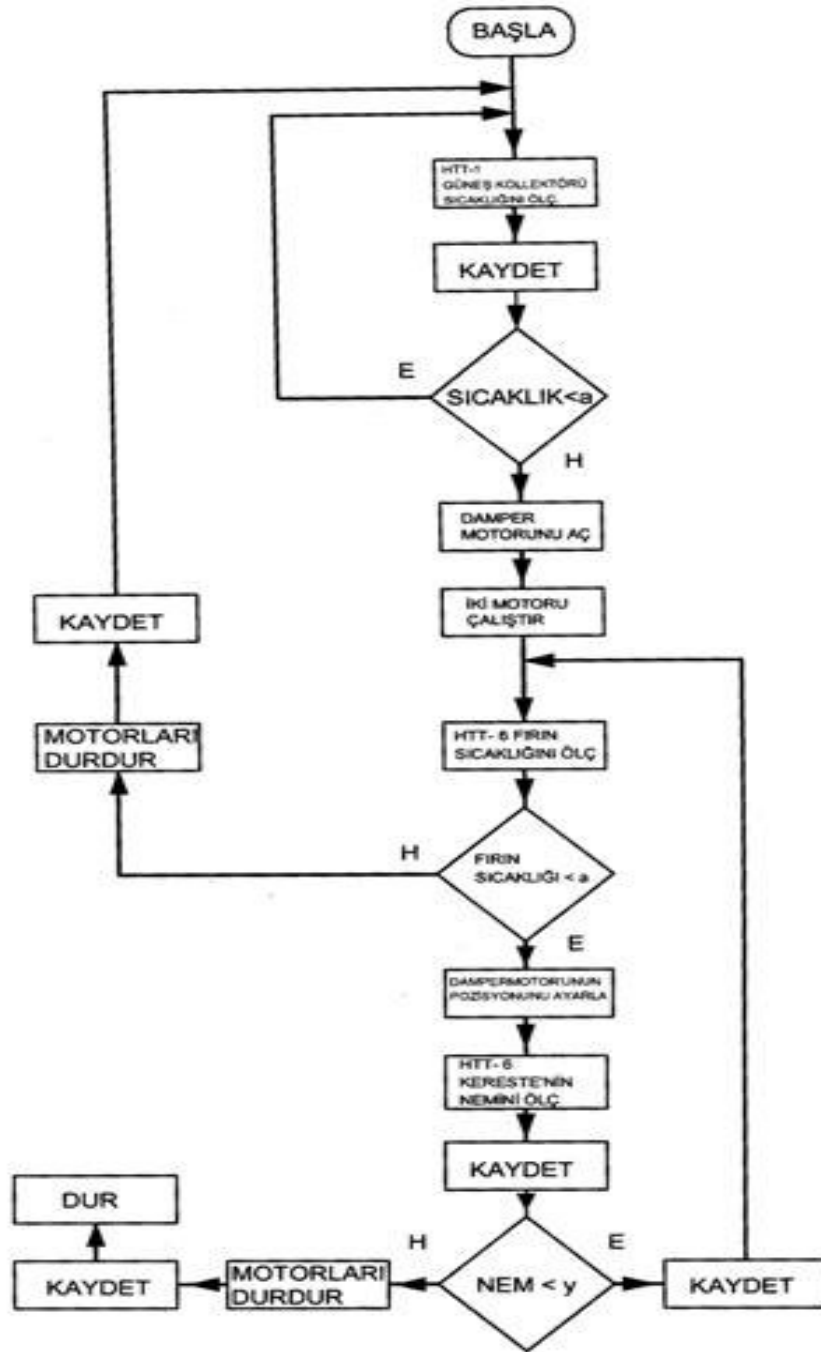 BAŞLA
HTT-1
GÜNEŞ KOLLEKTÖRÜ
SICAKLIĞINI ÖLÇ
KAYDET
E
SICAKLIK<a
H
DAMPER
MOTORUNU AÇ
İKİ MOTORU
ÇALIŞTIR
KAYDET
MOTORLARI
DURDUR
HTT- 6 FIRIN
SICAKLIĞINI ÖLÇ
H
FIRIN
SICAKLIĞI < a
E
DAMPERMOTOR'UNUN
POZİSYONUNU AYARLA
HTT- 6
KERESTE'NİN
NEMİNİ ÖLÇ
KAYDET
DUR
H
E
KAYDET
MOTORLARI
DURDUR
NEM < y
KAYDET